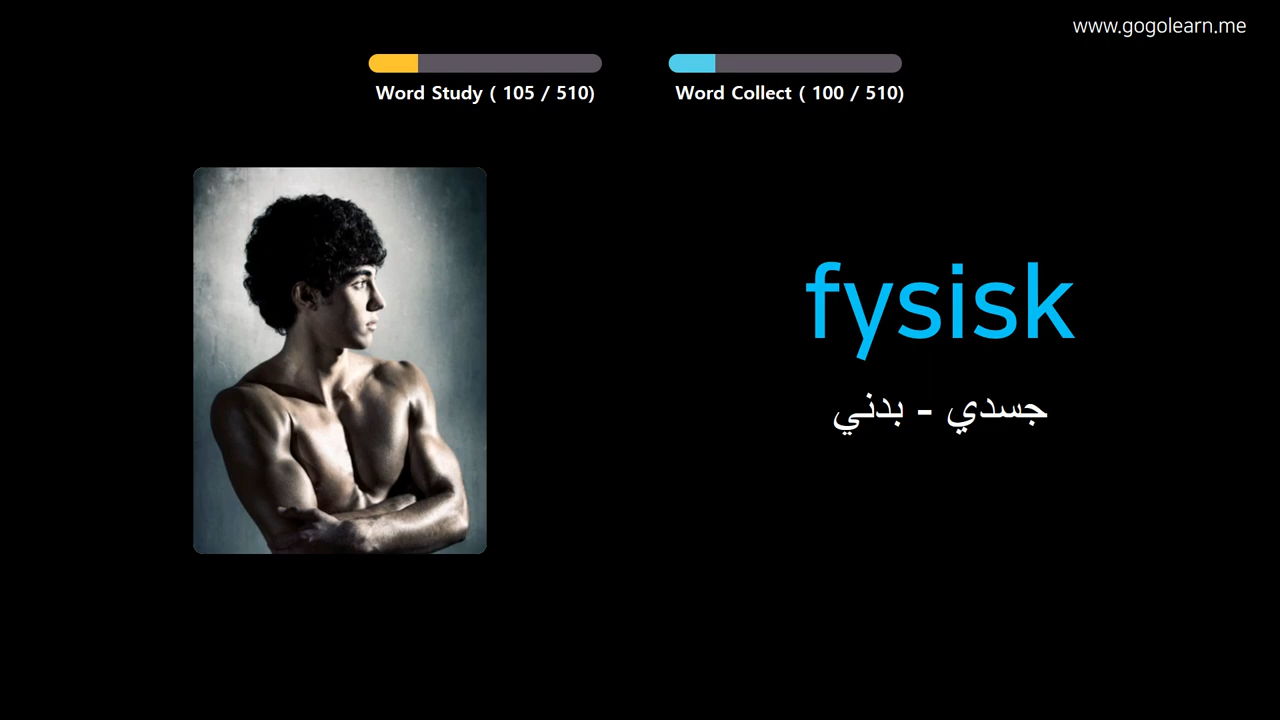 www.gogolearn.me
Word Study ( 105 / 510)
Word Collect ( 100 / 510)
fysisk
جسدي - بدني